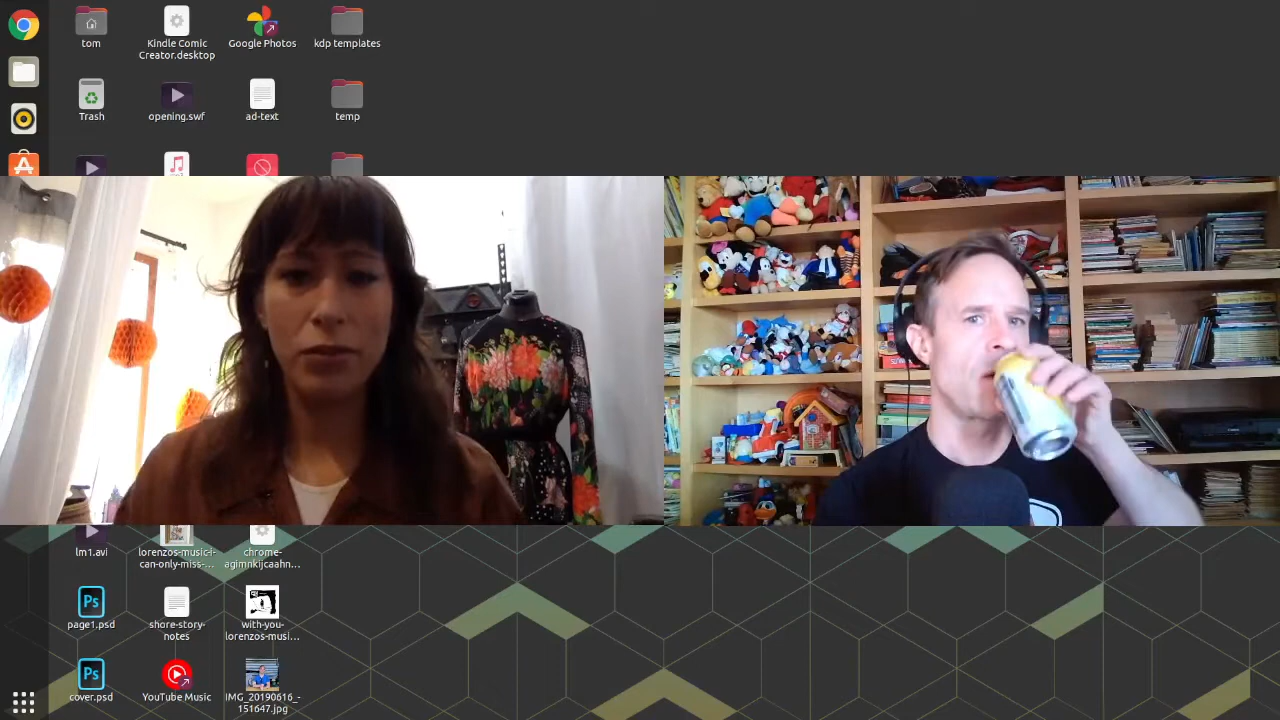 tom
Kindle Comic
Creator.desktop
Google Photos
kdp templates
Trash
opening.swf
ad-text
temp
lm1.avi
lorenzos-music-i-
can-only-miss-...
chrome-
agimnkijcaahn...
page1.psd
share-story-
notes
with-you-
lorenzos-musi...
cover.psd
YouTube Music
IMG_20190616_-
151647.jpg
Ps
Ps